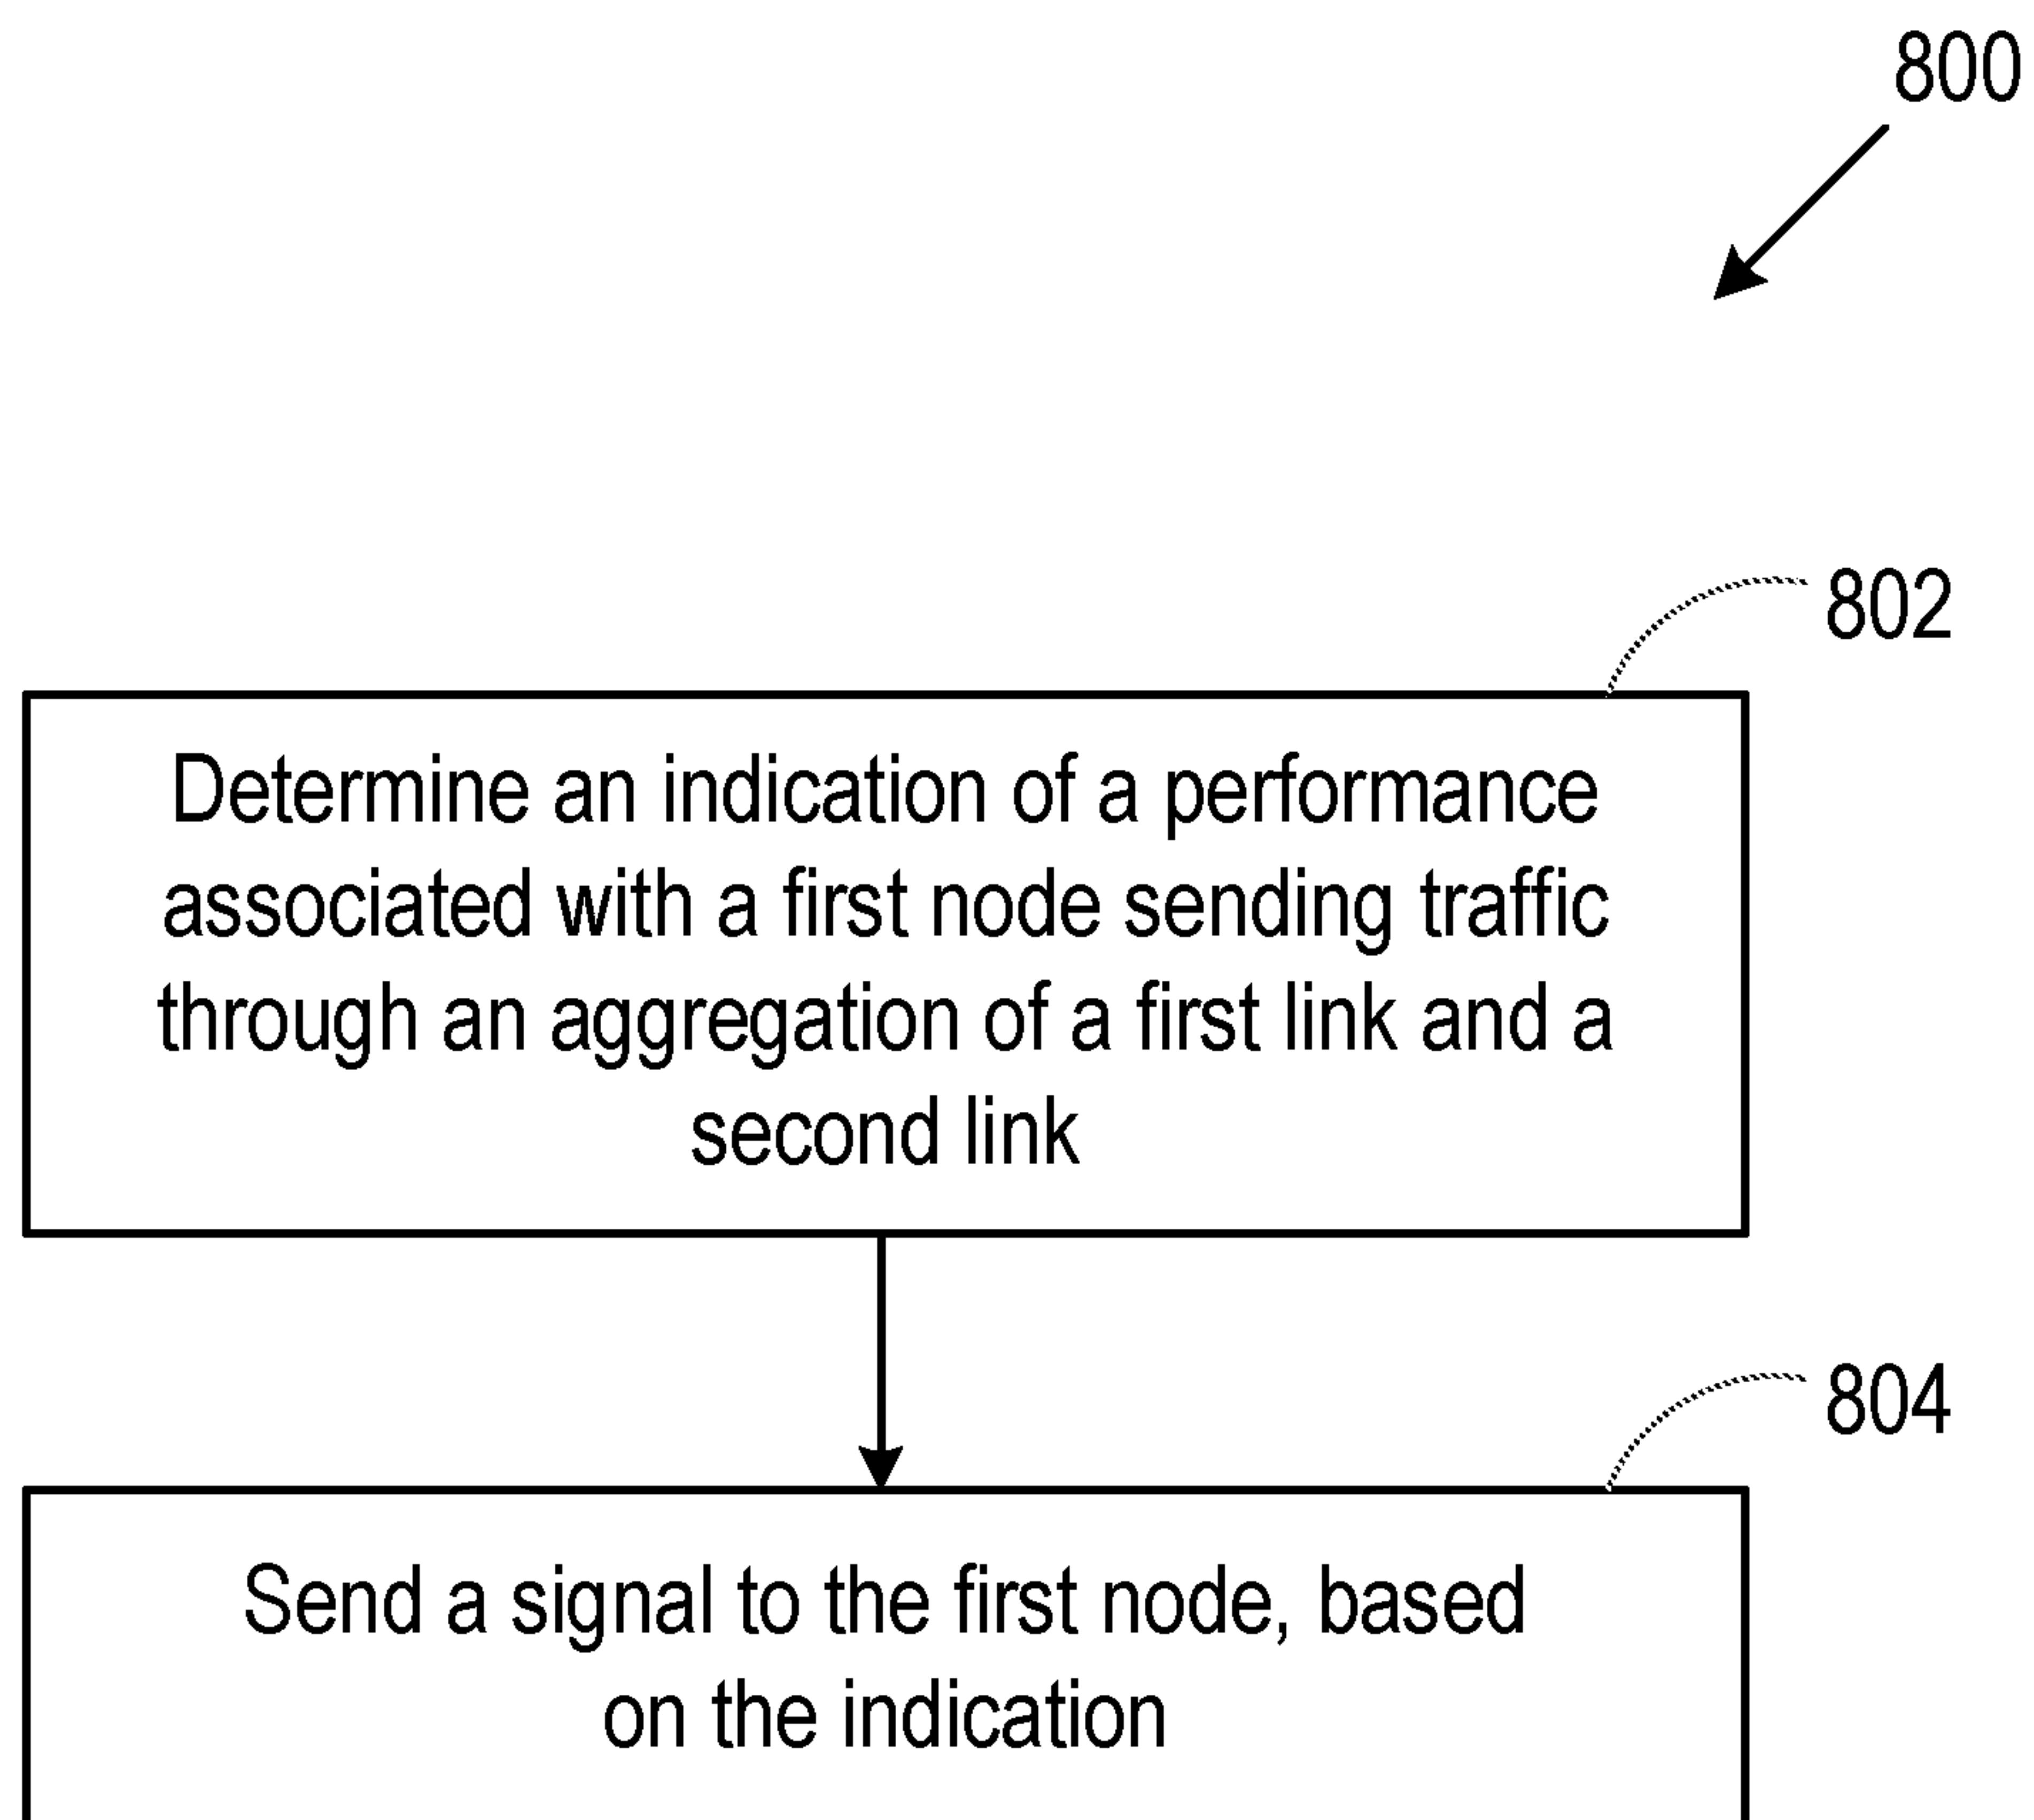 800
802
Determine an indication of a performance
associated with a first node sending traffic
through an aggregation of a first link and a
second link
804
Send a signal to the first node, based
on the indication